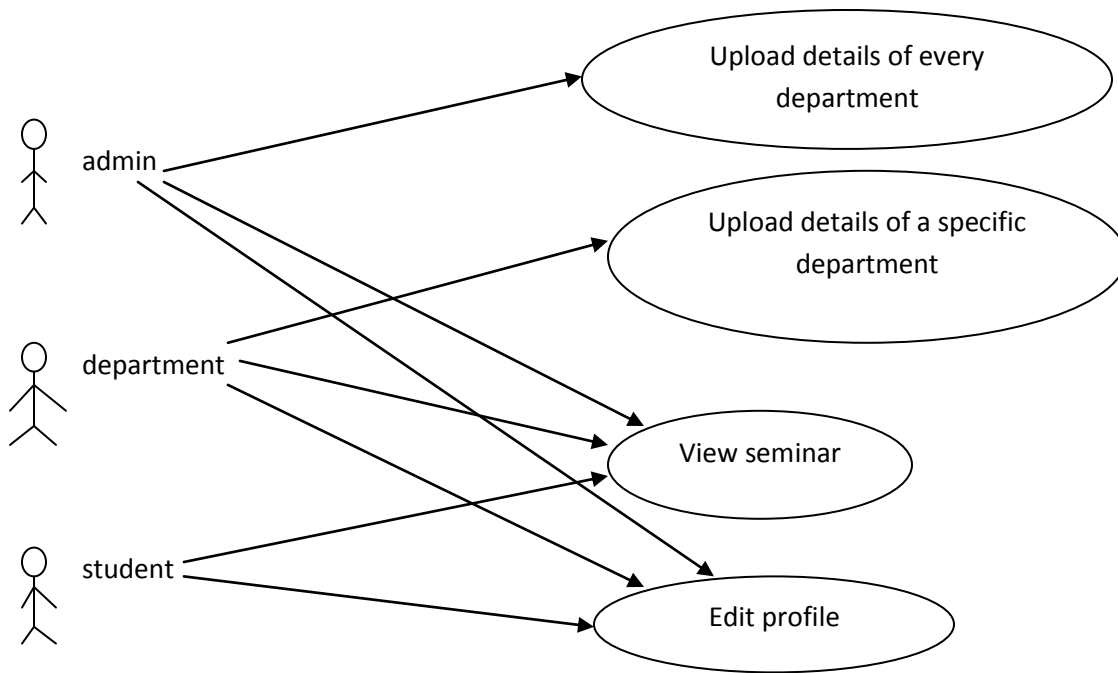 Upload details of every
department
admin
Upload details of a specific
department
department
View seminar
student
Edit profile